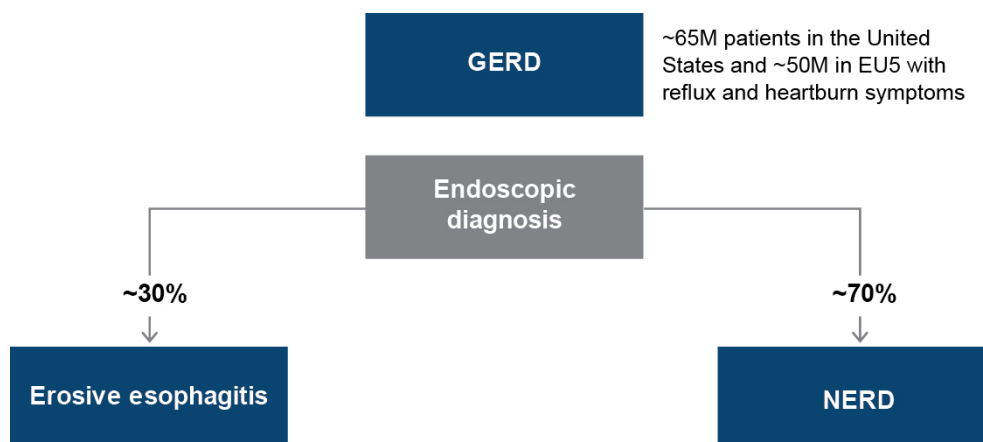 GERD
~65M patients in the United
States and ~50M in EU5 with
reflux and heartburn symptoms
Endoscopic
diagnosis
~30%
~70%
Erosive esophagitis
NERD